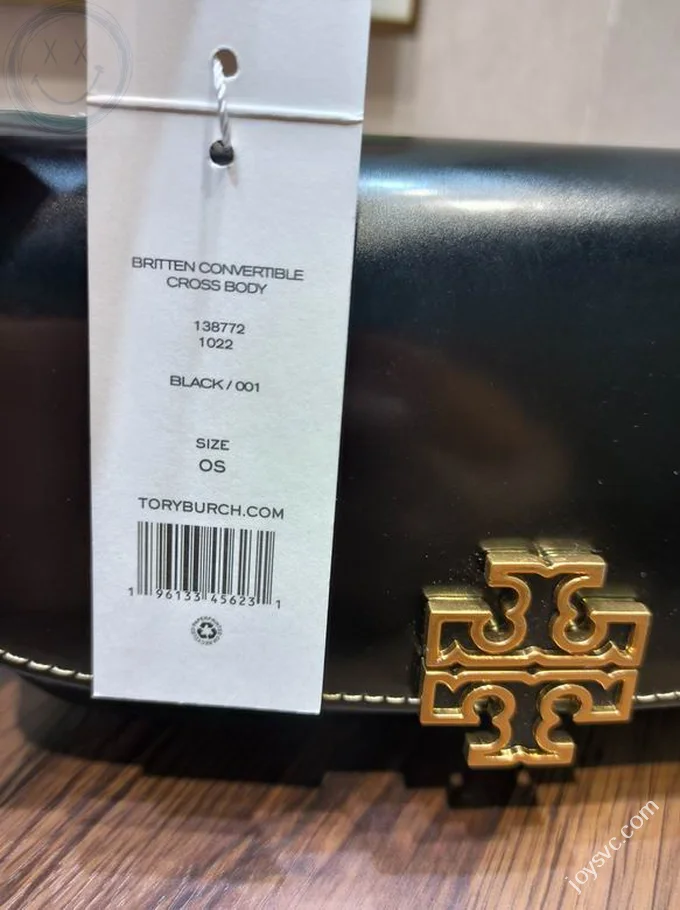 BRITTEN CONVERTIBLE
CROSS BODY
138772
1022
BLACK / 001
SIZE
OS
TORYBURCH.COM
1 96133 45623 1
joysvc.com